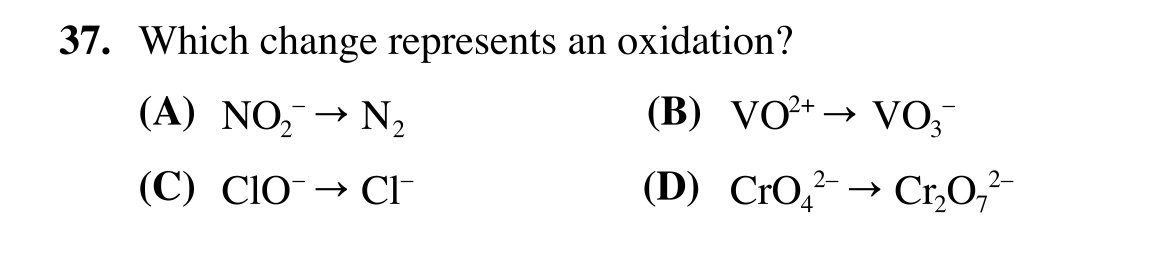 37. Which change represents an oxidation?
(A) NO₂⁻ → N₂ (B) VO²⁺ → VO₃⁻
(C) ClO⁻ → Cl⁻ (D) CrO₄²⁻ → Cr₂O₇²⁻